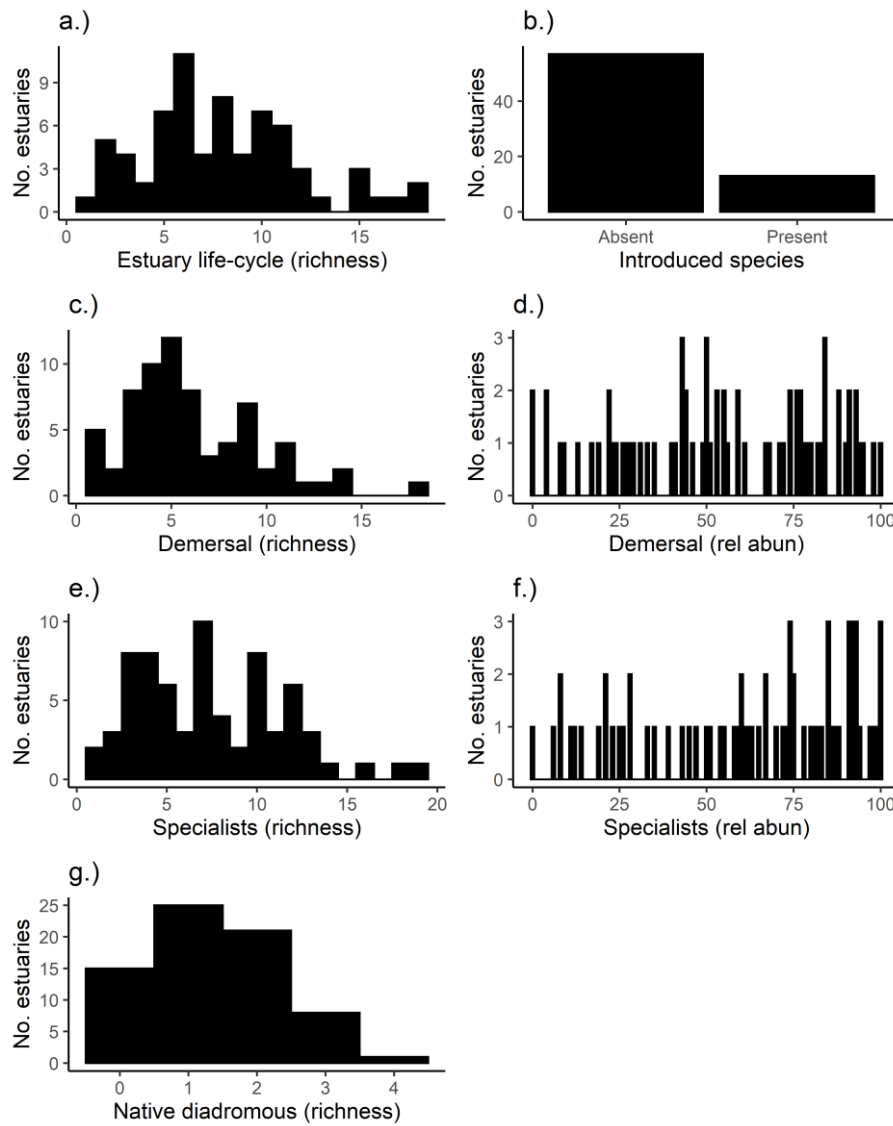 a.)
No. estuaries
9
6
3
0
0 5 10 15
Estuary life-cycle (richness)
b.)
No. estuaries
40
20
0
Absent Present
Introduced species
c.)
No. estuaries
10
5
0
0 5 10 15
Demersal (richness)
d.)
No. estuaries
3
2
1
0
0 25 50 75 100
Demersal (rel abun)
e.)
No. estuaries
10
5
0
0 5 10 15 20
Specialists (richness)
f.)
No. estuaries
3
2
1
0
0 25 50 75 100
Specialists (rel abun)
g.)
No. estuaries
25
20
15
10
5
0
0 1 2 3 4
Native diadromous (richness)